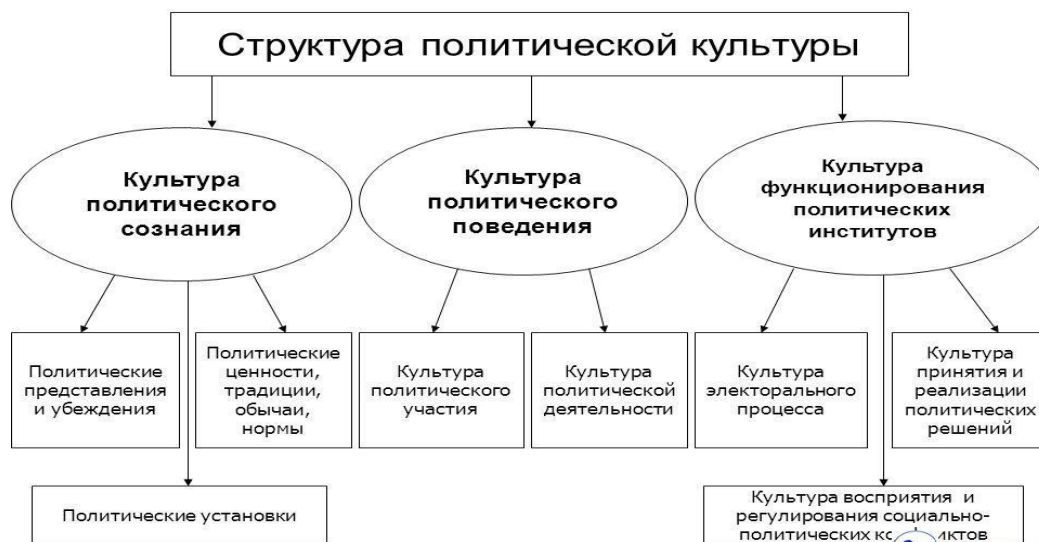 Структура политической культуры
Культура
политического
сознания
Культура
политического
поведения
Культура
функционирования
политических
институтов
Политические
представления
и убеждения
Политические
ценности,
традиции,
обычаи,
нормы
Культура
политического
участия
Культура
политической
деятельности
Культура
электорального
процесса
Культура
принятия и
реализации
политических
решений
Политические установки
Культура восприятия и
регулирования социально-
политических